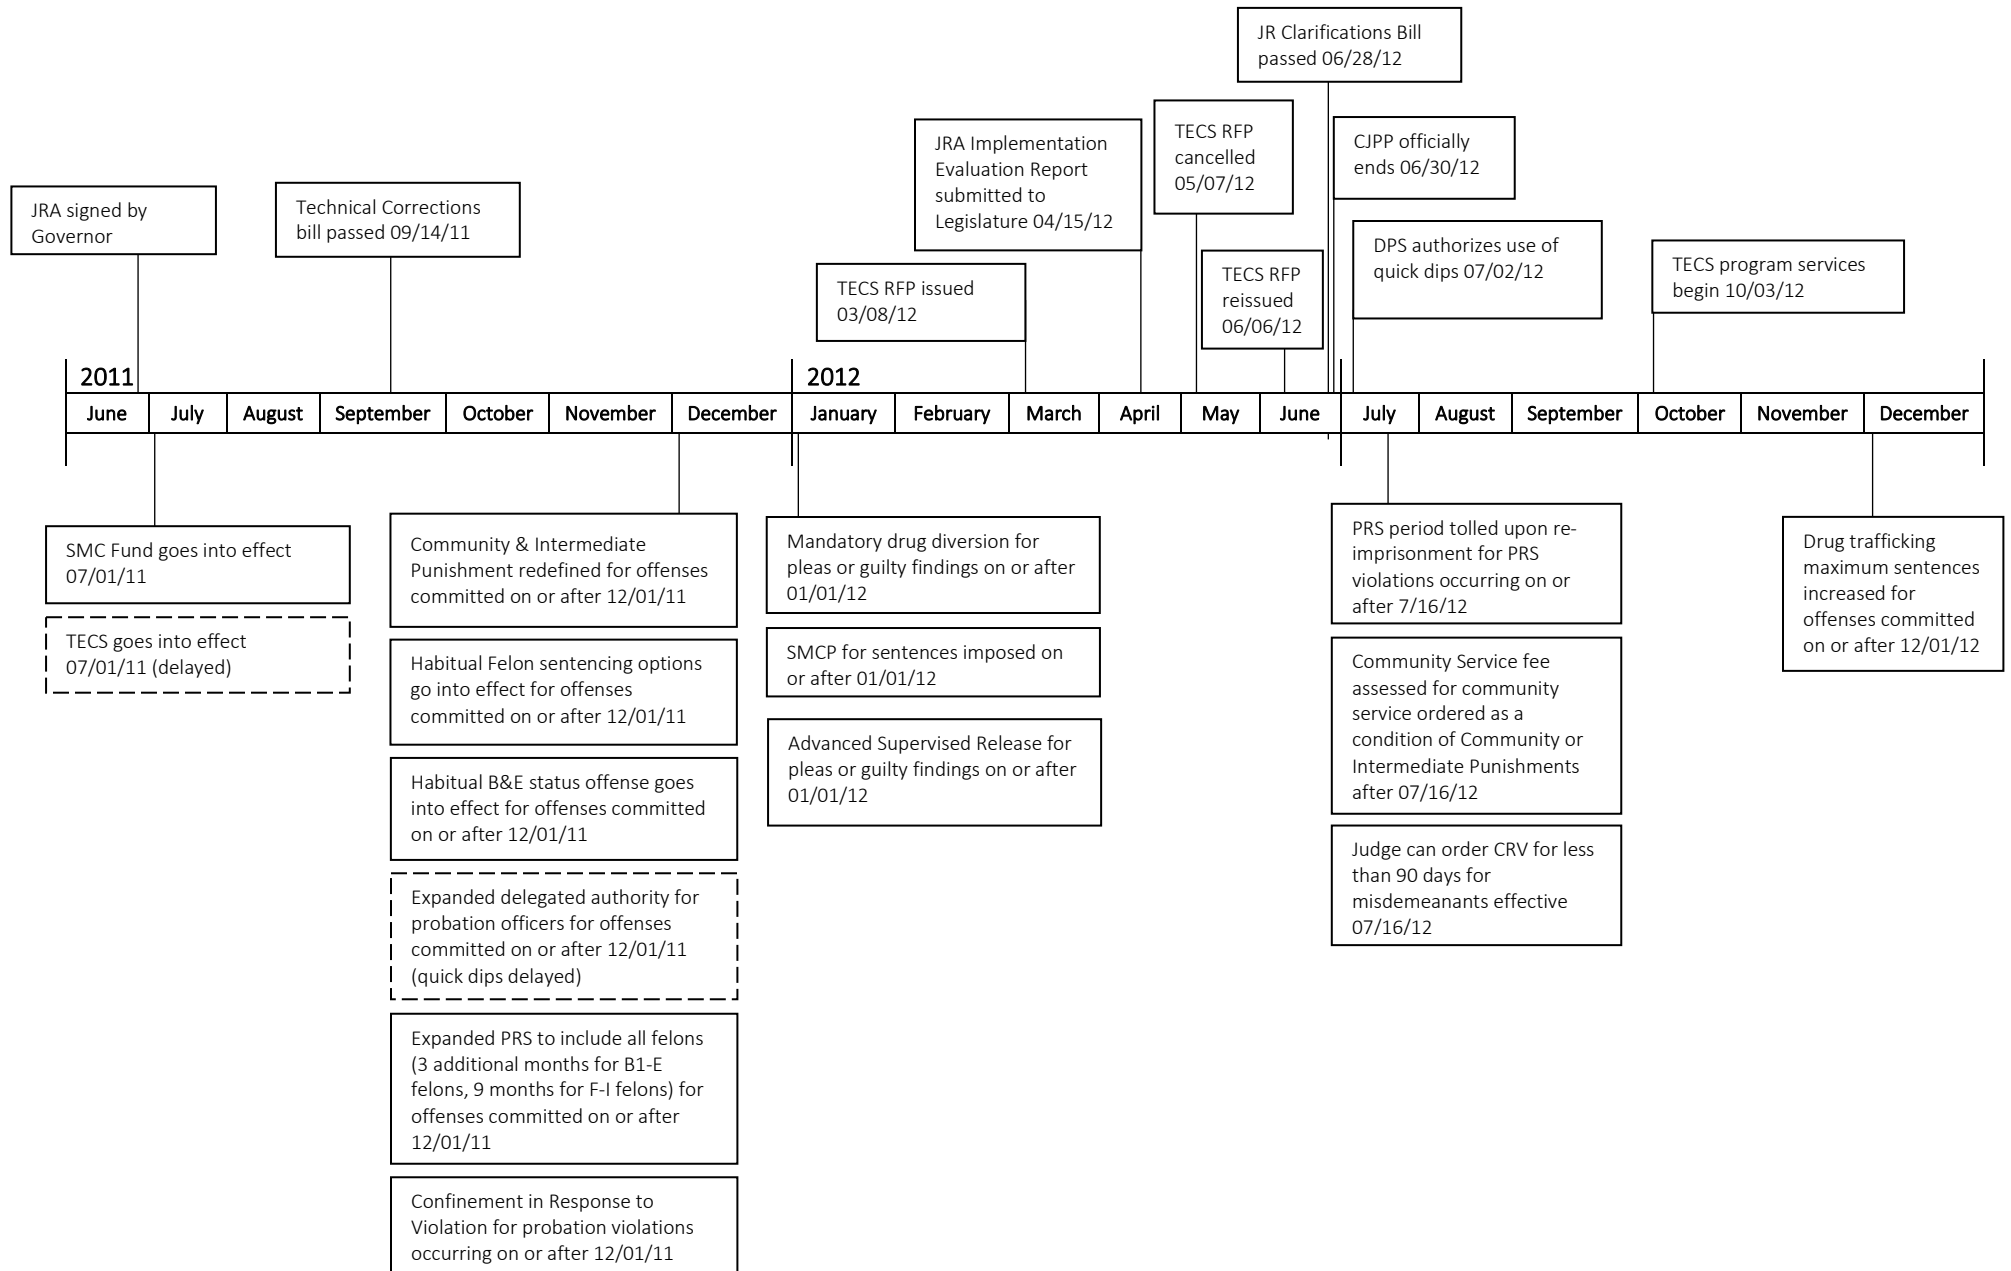 JR Clarifications Bill
passed 06/28/12
JRA Implementation
Evaluation Report
submitted to
Legislature 04/15/12
TECS RFP
cancelled
05/07/12
CJPP officially
ends 06/30/12
JRA signed by
Governor
Technical Corrections
bill passed 09/14/11
TECS RFP issued
03/08/12
TECS RFP
reissued
06/06/12
DPS authorizes use of
quick dips 07/02/12
TECS program services
begin 10/03/12
2011
2012
June July August September October November December January February March April May June July August September October November December
SMC Fund goes into effect
07/01/11
TECS goes into effect
07/01/11 (delayed)
Community & Intermediate
Punishment redefined for offenses
committed on or after 12/01/11
Habitual Felon sentencing options
go into effect for offenses
committed on or after 12/01/11
Habitual B&E status offense goes
into effect for offenses committed
on or after 12/01/11
Expanded delegated authority for
probation officers for offenses
committed on or after 12/01/11
(quick dips delayed)
Expanded PRS to include all felons
(3 additional months for B1-E
felons, 9 months for F-I felons) for
offenses committed on or after
12/01/11
Confinement in Response to
Violation for probation violations
occurring on or after 12/01/11
Mandatory drug diversion for
pleas or guilty findings on or after
01/01/12
SMCP for sentences imposed on
or after 01/01/12
Advanced Supervised Release for
pleas or guilty findings on or after
01/01/12
PRS period tolled upon re-
imprisonment for PRS
violations occurring on or
after 7/16/12
Community Service fee
assessed for community
service ordered as a
condition of Community or
Intermediate Punishments
after 07/16/12
Judge can order CRV for less
than 90 days for
misdemeanants effective
07/16/12
Drug trafficking
maximum sentences
increased for
offenses committed
on or after 12/01/12